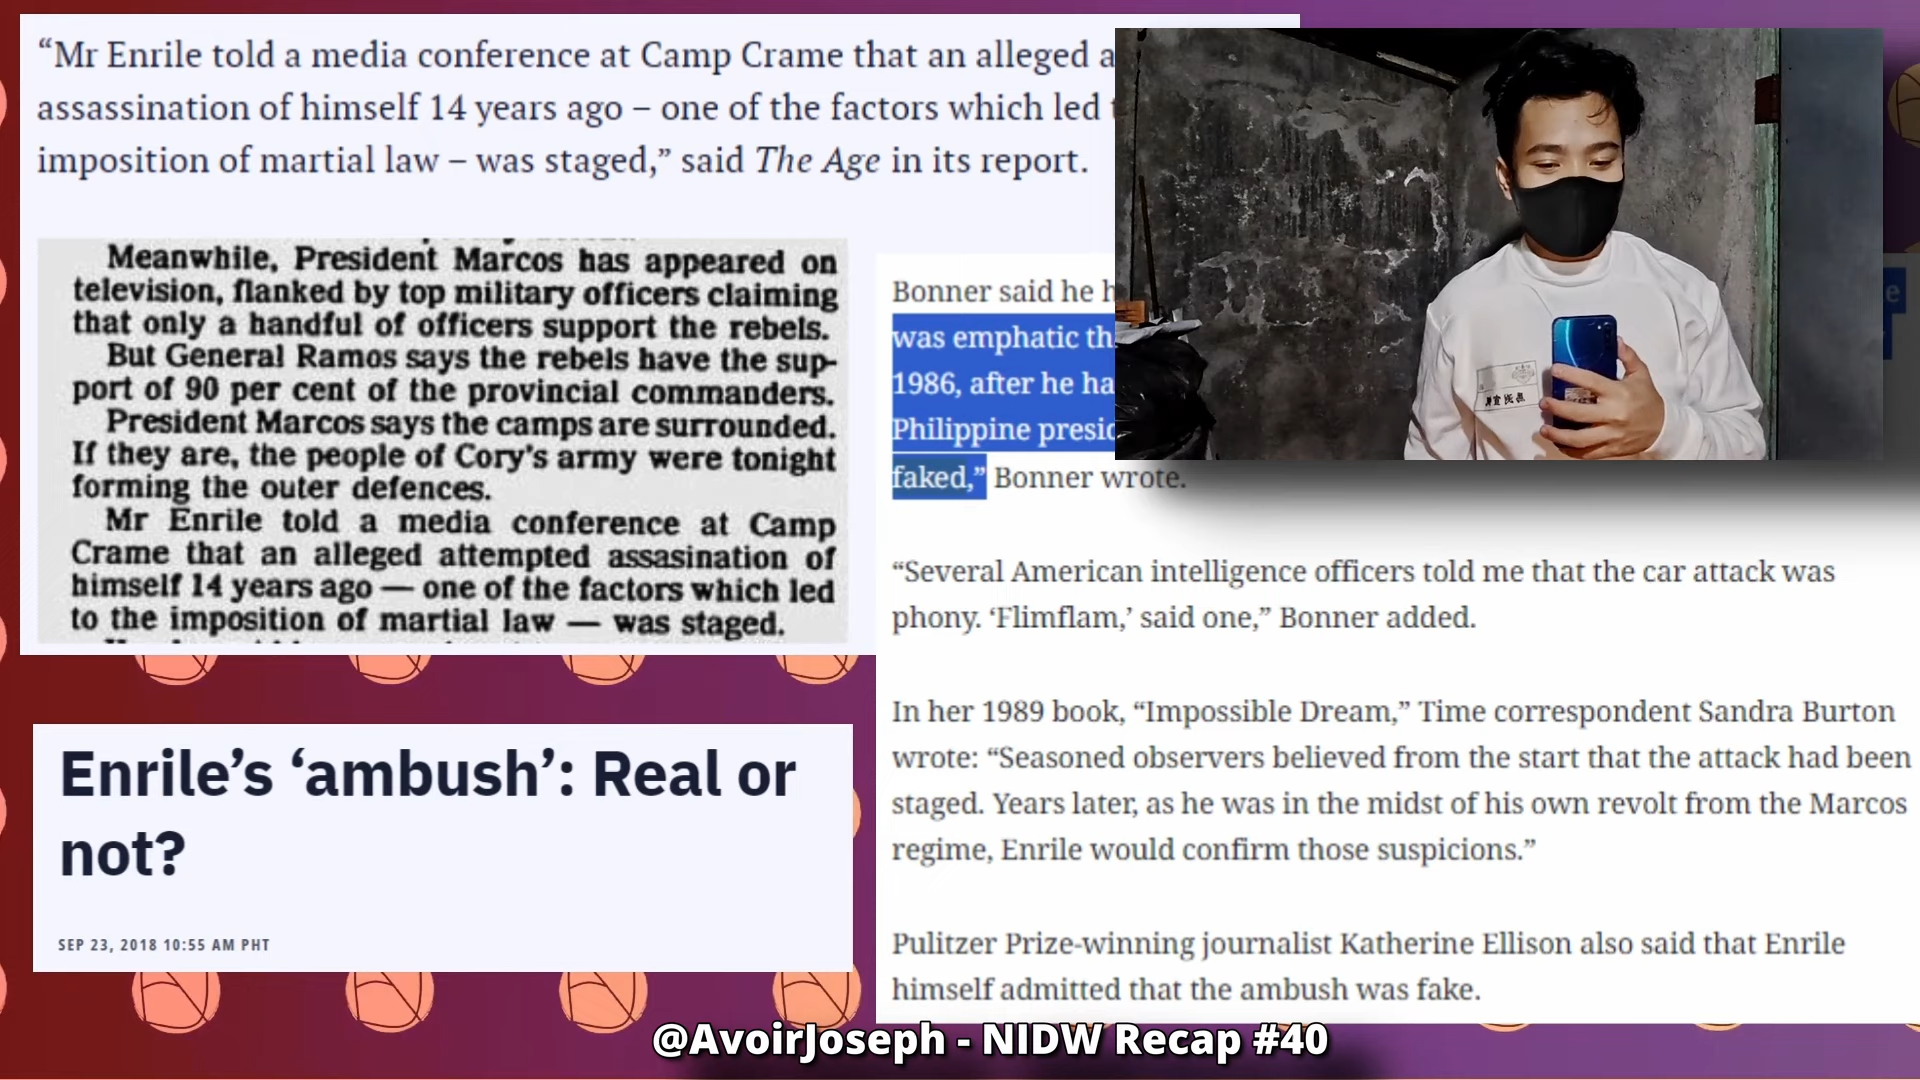 “Mr Enrile told a media conference at Camp Crame that an alleged a
assassination of himself 14 years ago – one of the factors which led
imposition of martial law – was staged,” said The Age in its report.
Meanwhile, President Marcos has appeared on
television, flanked by top military officers claiming
that only a handful of officers support the rebels.
But General Ramos says the rebels have the sup-
port of 90 per cent of the provincial commanders.
President Marcos says the camps are surrounded.
If they are, the people of Cory’s army were tonight
forming the outer defences.
Mr Enrile told a media conference at Camp
Crame that an alleged attempted assasination of
himself 14 years ago — one of the factors which led
to the imposition of martial law — was staged.
Enrile’s ‘ambush’: Real or
not?
SEP 23, 2018 10:55 AM PHT
Bonner said he h
was emphatic th
1986, after he ha
Philippine presid
faked,” Bonner wrote.
“Several American intelligence officers told me that the car attack was
phony. ‘Flimflam,’ said one,” Bonner added.
In her 1989 book, “Impossible Dream,” Time correspondent Sandra Burton
wrote: “Seasoned observers believed from the start that the attack had been
staged. Years later, as he was in the midst of his own revolt from the Marcos
regime, Enrile would confirm those suspicions.”
Pulitzer Prize-winning journalist Katherine Ellison also said that Enrile
himself admitted that the ambush was fake.
@AvoirJoseph - NIDW Recap #40